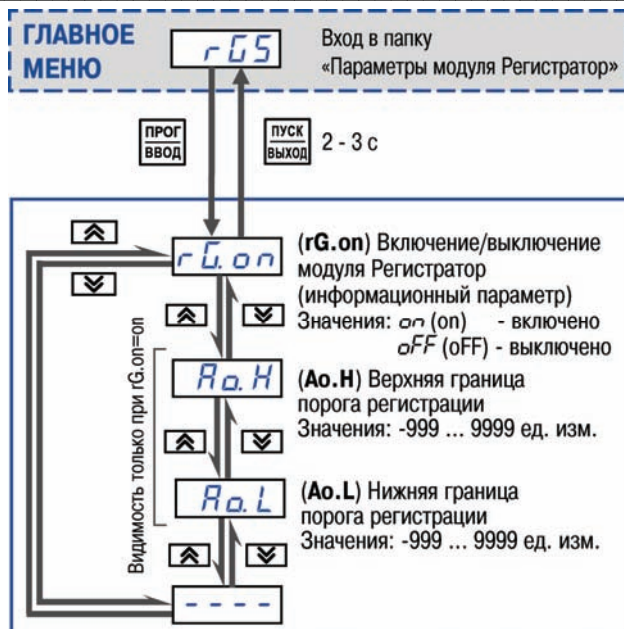 ГЛАВНОЕ
МЕНЮ
rGS
Вход в папку
«Параметры модуля Регистратор»
ПРОГ
ВВОД
ПУСК
ВЫХОД
2 - 3 с
rG.on
(rG.on) Включение/выключение
модуля Регистратор
(информационный параметр)
Значения: on (on) - включено
oFF (oFF) - выключено
Видимость только при rG.on=on
Ao.H
(Ao.H) Верхняя граница
порога регистрации
Значения: -999 ... 9999 ед. изм.
Ao.L
(Ao.L) Нижняя граница
порога регистрации
Значения: -999 ... 9999 ед. изм.
- - - -